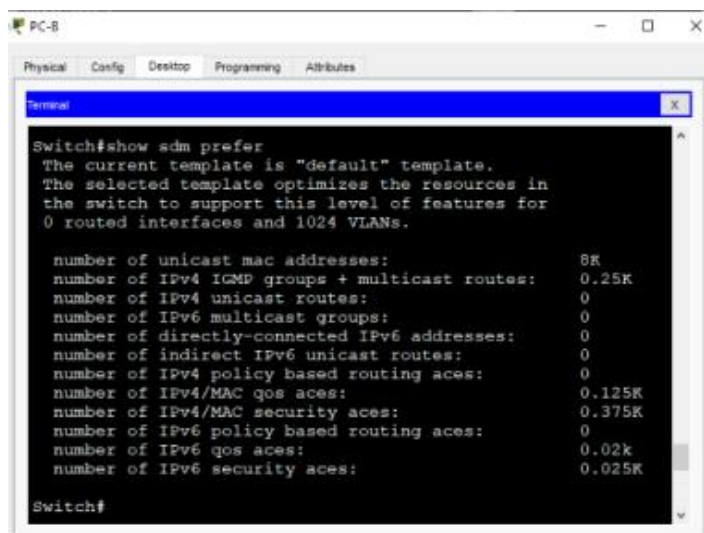 PC-B
Physical Config Desktop Programming Attributes
Terminal
X
Switch#show sdm prefer
The current template is "default" template.
The selected template optimizes the resources in
the switch to support this level of features for
0 routed interfaces and 1024 VLANs.
number of unicast mac addresses: 8K
number of IPv4 IGMP groups + multicast routes: 0.25K
number of IPv4 unicast routes: 0
number of IPv6 multicast groups: 0
number of directly-connected IPv6 addresses: 0
number of indirect IPv6 unicast routes: 0
number of IPv4 policy based routing aces: 0
number of IPv4/MAC qos aces: 0.125K
number of IPv4/MAC security aces: 0.375K
number of IPv6 policy based routing aces: 0
number of IPv6 qos aces: 0.02k
number of IPv6 security aces: 0.025K
Switch#